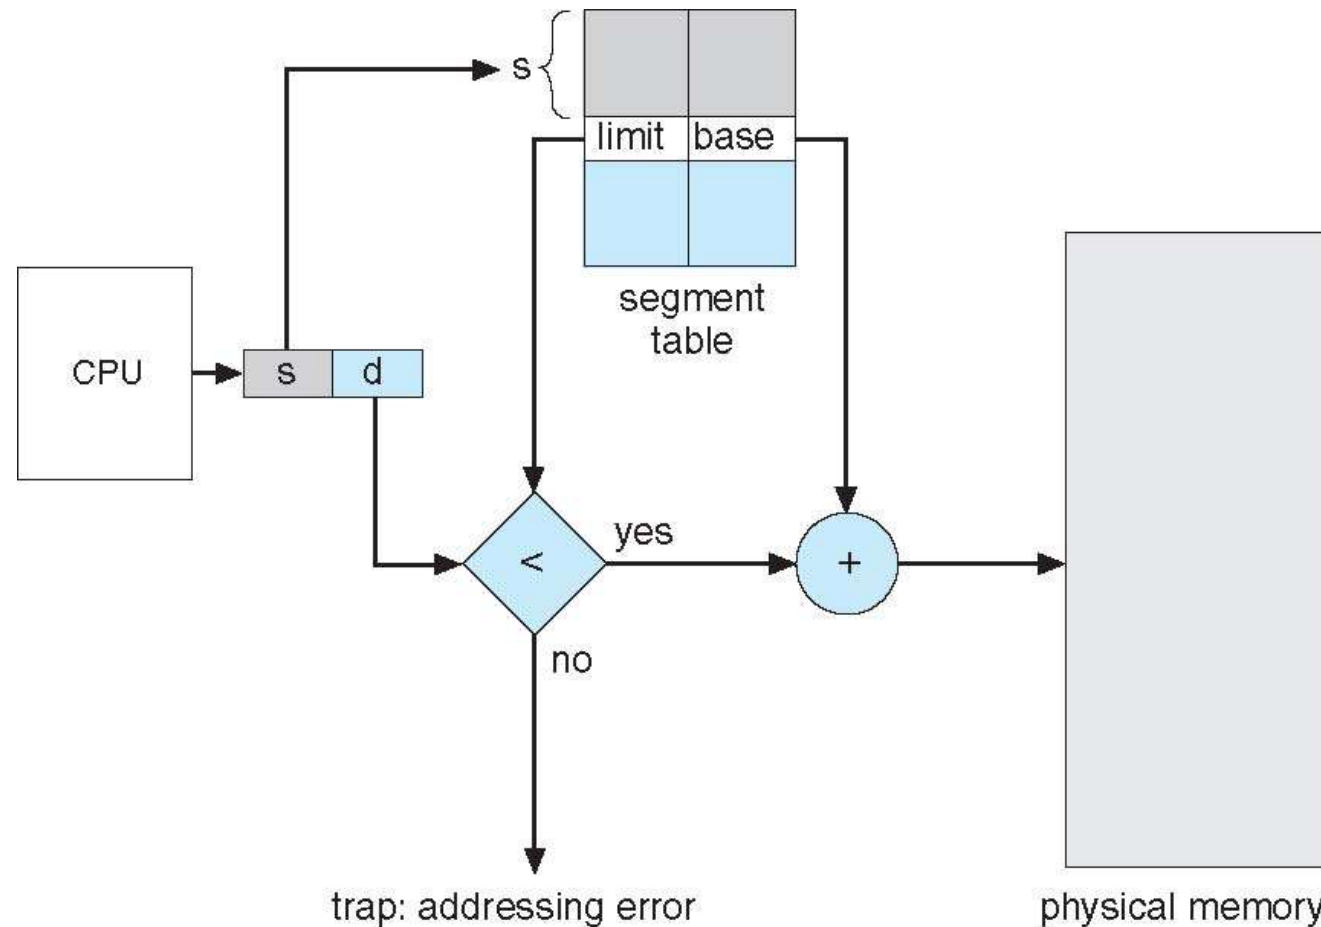 s
limit base
segment
table
CPU
s d
<
yes
+
no
trap: addressing error
physical memory